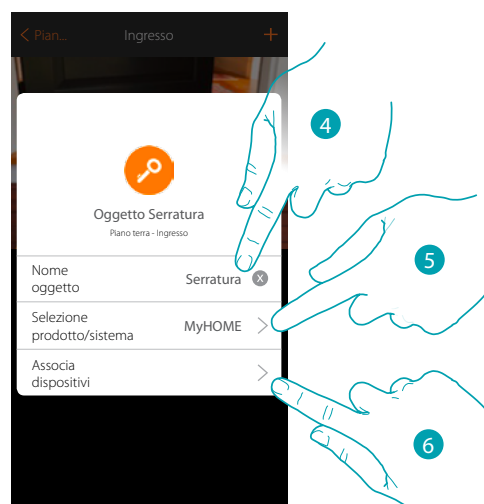 Pian... Ingresso +
4
Oggetto Serratura
Piano terra - Ingresso
Nome
oggetto
Serratura X
5
Selezione
prodotto/sistema
MyHOME
Associa
dispositivi
6